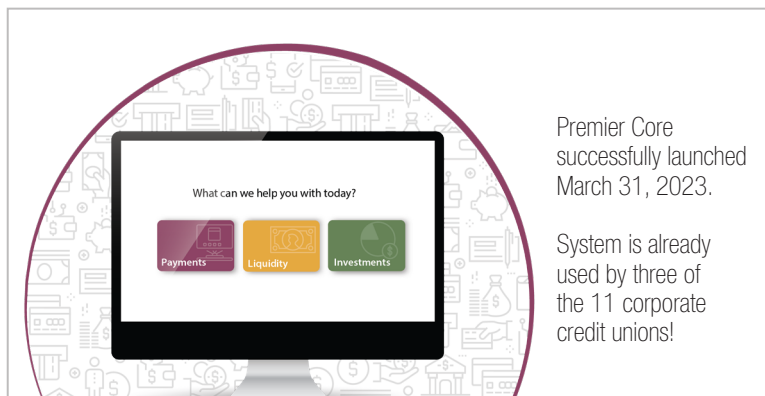 What can we help you with today?
Payments
Liquidity
Investments
Premier Core
successfully launched
March 31, 2023.
System is already
used by three of
the 11 corporate
credit unions!